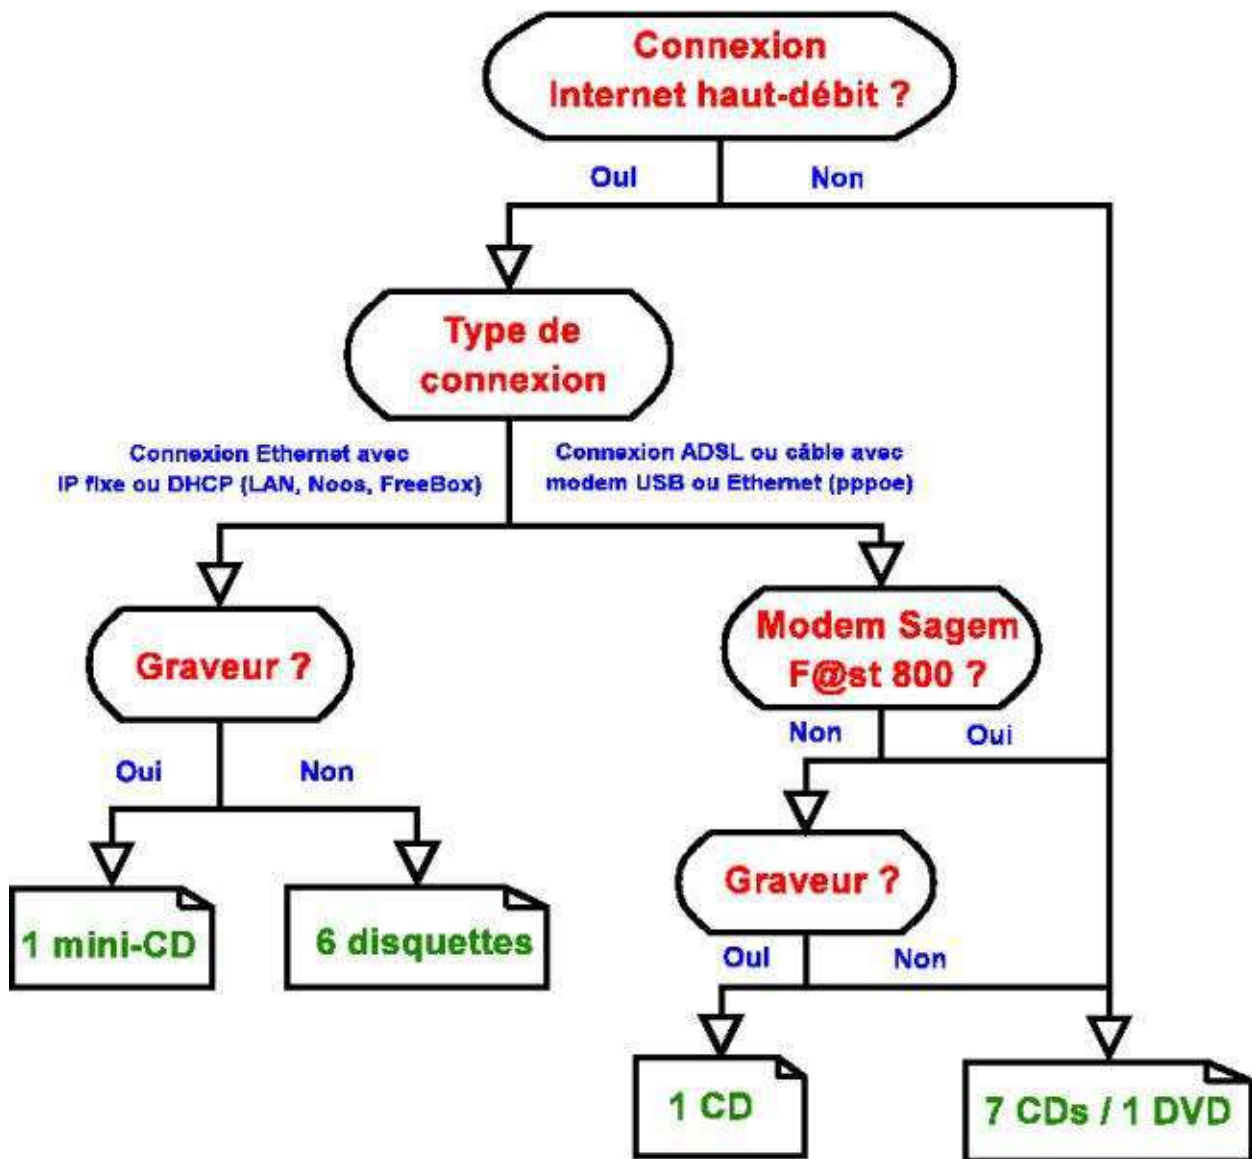 Connexion
Internet haut-débit ?
Oui
Non
Type de
connexion
Connexion Ethernet avec
IP fixe ou DHCP (LAN, Noos, FreeBox)
Connexion ADSL ou câble avec
modem USB ou Ethernet (pppoe)
Graveur ?
Modem Sagem
F@st 800 ?
Non
Oui
Oui
Non
Graveur ?
1 mini-CD
6 disquettes
Oui
Non
1 CD
7 CDs / 1 DVD